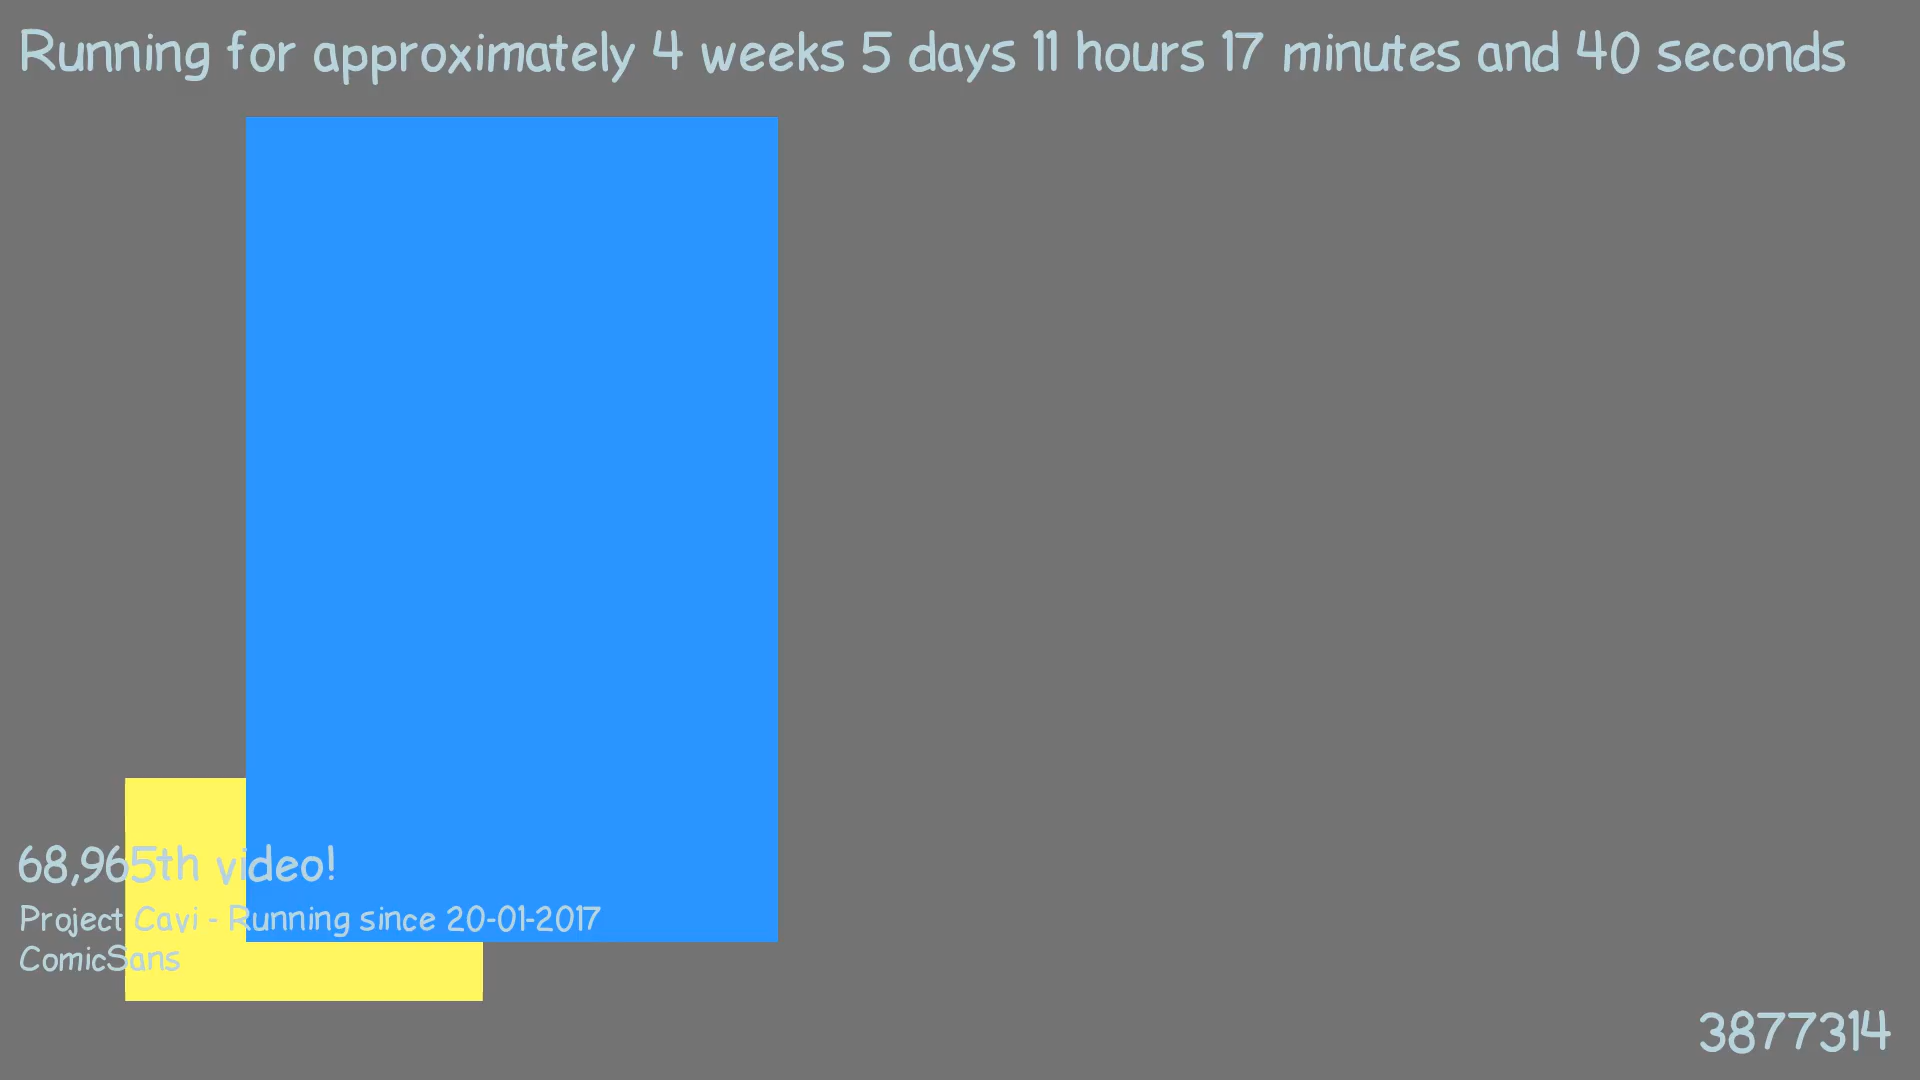 Running for approximately 4 weeks 5 days 11 hours 17 minutes and 40 seconds
68,965th video!
Project Cavi - Running since 20-01-2017
ComicSans
3877314